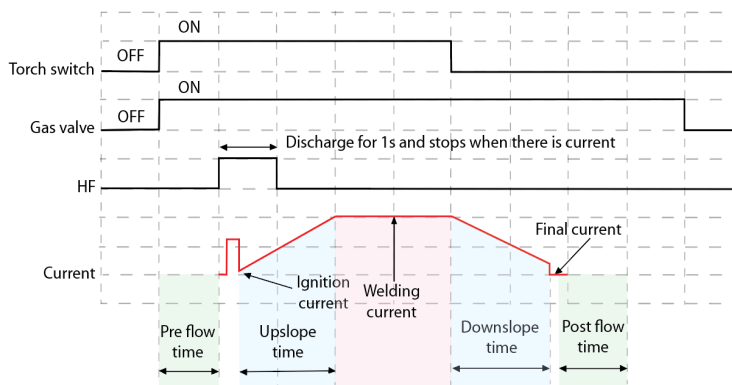 ON
OFF
Torch switch
ON
OFF
Gas valve
Discharge for 1s and stops when there is current
HF
Final current
Current
Ignition
current
Welding
current
Pre flow
time
Upslope
time
Downslope
time
Post flow
time